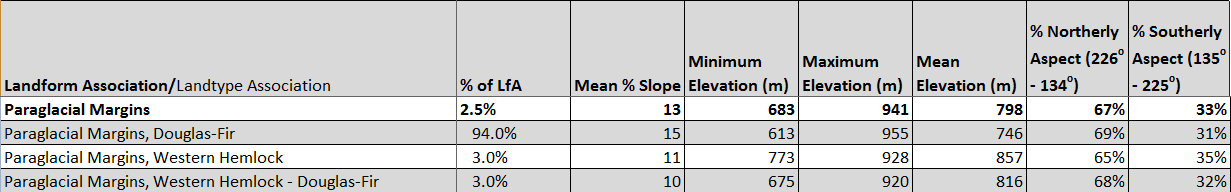 Landform Association/Landtype Association % of LfA Mean % Slope Minimum Elevation (m) Maximum Elevation (m) Mean Elevation (m) % Northerly Aspect (226° - 134°) % Southerly Aspect (135° - 225°)
Paraglacial Margins 2.5% 13 683 941 798 67% 33%
Paraglacial Margins, Douglas-Fir 94.0% 15 613 955 746 69% 31%
Paraglacial Margins, Western Hemlock 3.0% 11 773 928 857 65% 35%
Paraglacial Margins, Western Hemlock - Douglas-Fir 3.0% 10 675 920 816 68% 32%